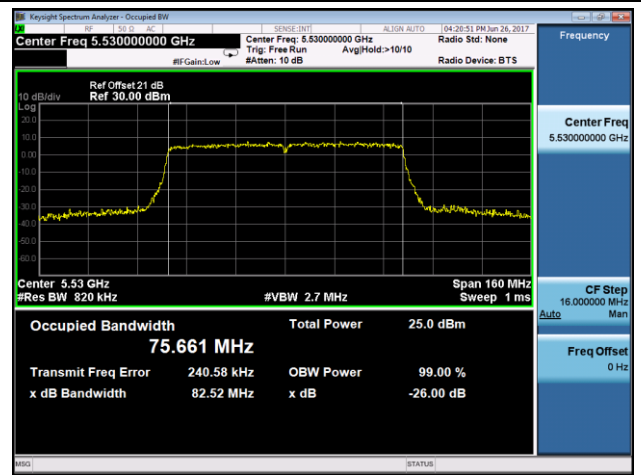 Keysight Spectrum Analyzer - Occupied BW
RF 50 Ω AC SENSE:INT ALIGN AUTO 04:20:51 PM Jun 26, 2017
Center Freq 5.530000000 GHz
Center Freq: 5.530000000 GHz Radio Std: None
Trig: Free Run Avg|Hold:>10/10
#IFGain:Low #Atten: 10 dB Radio Device: BTS
Frequency
Ref Offset 21 dB
10 dB/div Ref 30.00 dBm
Log
20.0
10.0
0.00
-10.0
-20.0
-30.0
-40.0
-50.0
-60.0
Center 5.53 GHz Span 160 MHz
#Res BW 820 kHz #VBW 2.7 MHz Sweep 1 ms
Occupied Bandwidth Total Power 25.0 dBm
75.661 MHz
Transmit Freq Error 240.58 kHz OBW Power 99.00 %
x dB Bandwidth 82.52 MHz x dB -26.00 dB
Center Freq
5.530000000 GHz
CF Step
16.000000 MHz
Auto Man
Freq Offset
0 Hz
MSG STATUS